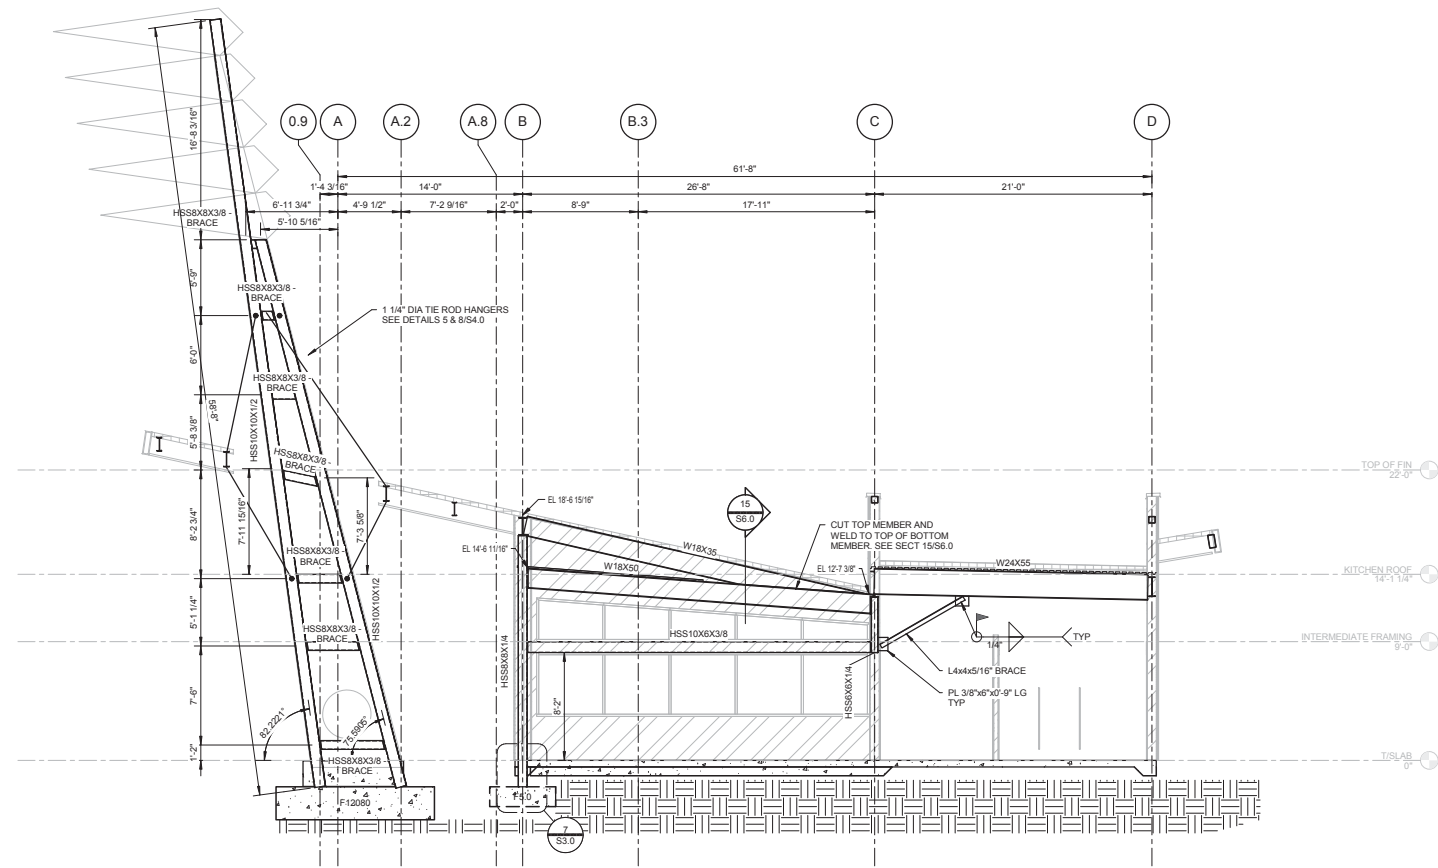 0.9
A
A.2
A.8
B
B.3
C
D
61'-8"
1'-4 3/16"
14'-0"
26'-8"
21'-0"
6'-11 3/4"
4'-9 1/2"
7'-2 9/16"
2'-0"
8'-9"
17'-11"
5'-10 5/16"
16'-8 3/16"
HSS8X8X3/8 -
BRACE
5'-9"
HSS8X8X3/8 -
BRACE
1 1/4" DIA TIE ROD HANGERS
SEE DETAILS 5 & 8/S4.0
6'-0"
HSS8X8X3/8 -
BRACE
58'-8"
HSS10X10X1/2
5'-8 3/8"
HSS8X8X3/8 -
BRACE
TOP OF FIN
22'-0"
8'-2 3/4"
7'-11 15/16"
7'-3 5/8"
EL 18'-6 15/16"
15
S6.0
CUT TOP MEMBER AND
WELD TO TOP OF BOTTOM
MEMBER. SEE SECT 15/S6.0
W18X35
EL 14'-6 11/16"
W18X50
EL 12'-7 3/8"
W24X55
KITCHEN ROOF
14'-1 1/4"
HSS8X8X3/8 -
BRACE
HSS10X10X1/2
5'-1 1/4"
HSS8X8X3/8 -
BRACE
HSS8X8X1/4
HSS10X6X3/8
1/4"
TYP
INTERMEDIATE FRAMING
9'-0"
L4x4x5/16" BRACE
HSS6X6X1/4
PL 3/8"x6"x0'-9" LG
TYP
7'-6"
8'-2"
82.2221°
75.5905°
1'-2"
HSS8X8X3/8 -
BRACE
T/SLAB
0"
F12080
F5.0
7
S3.0